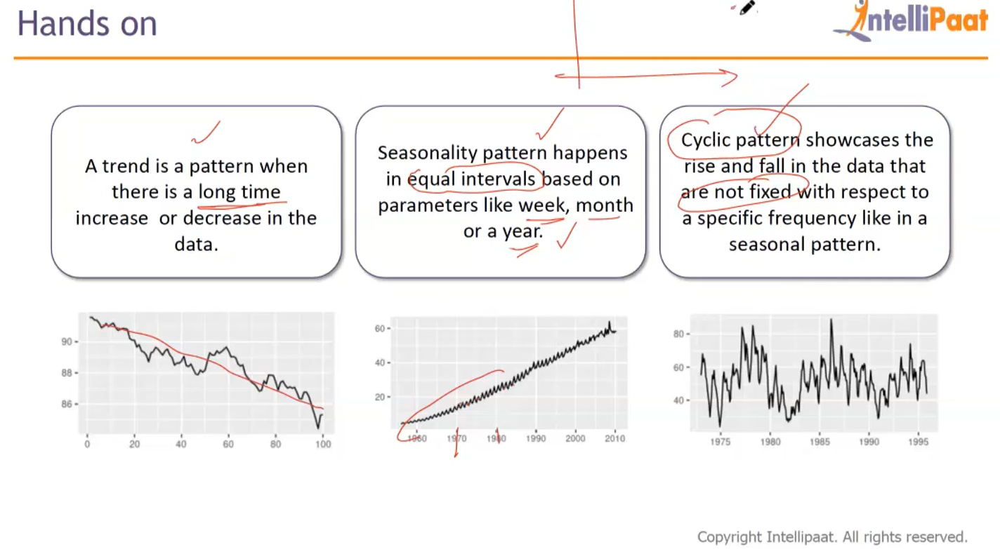 Hands on
IntelliPaat
A trend is a pattern when
there is a long time
increase or decrease in the
data.
Seasonality pattern happens
in equal intervals based on
parameters like week, month
or a year.
Cyclic pattern showcases the
rise and fall in the data that
are not fixed with respect to
a specific frequency like in a
seasonal pattern.
90
88
86
0 20 40 60 80 100
60
40
20
1960 1970 1980 1990 2000 2010
80
60
40
1975 1980 1985 1990 1995
Copyright Intellipaat. All rights reserved.